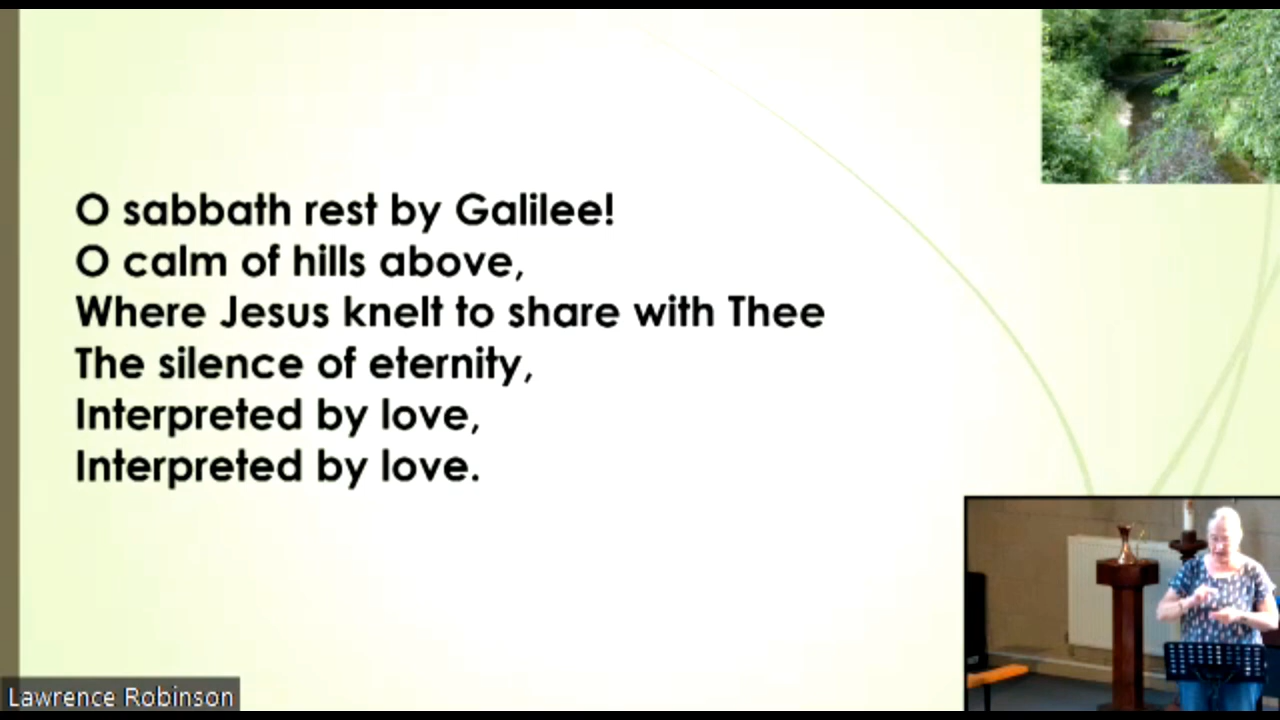 O sabbath rest by Galilee!
O calm of hills above,
Where Jesus knelt to share with Thee
The silence of eternity,
Interpreted by love,
Interpreted by love.
Lawrence Robinson